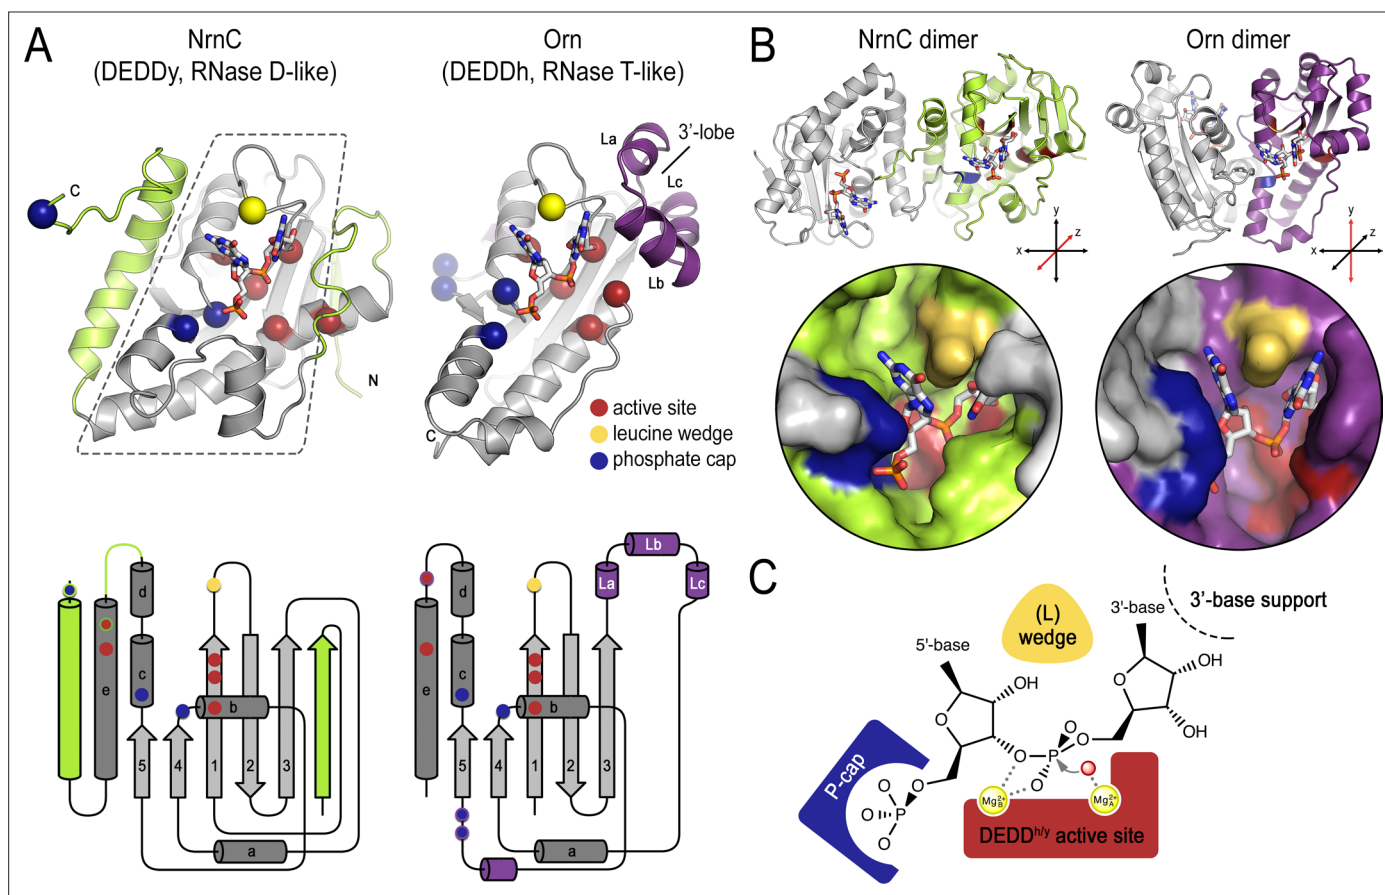 A
NrnC
(DEDDy, RNase D-like)
Orn
(DEDDh, RNase T-like)
C
N
La
3'-lobe
Lc
Lb
C
active site
leucine wedge
phosphate cap
d
e
c
b
5
4
1
2
3
a
Lb
La
Lc
d
e
c
b
5
4
1
2
3
a
B
NrnC dimer
Orn dimer
y
x
z
y
x
z
C
(L)
wedge
3'-base
3'-base support
5'-base
OH
O
O
OH
OH
P-cap
O
O
P
O
O
O
P
O
O
Mg2+B
Mg2+A
DEDDh/y active site